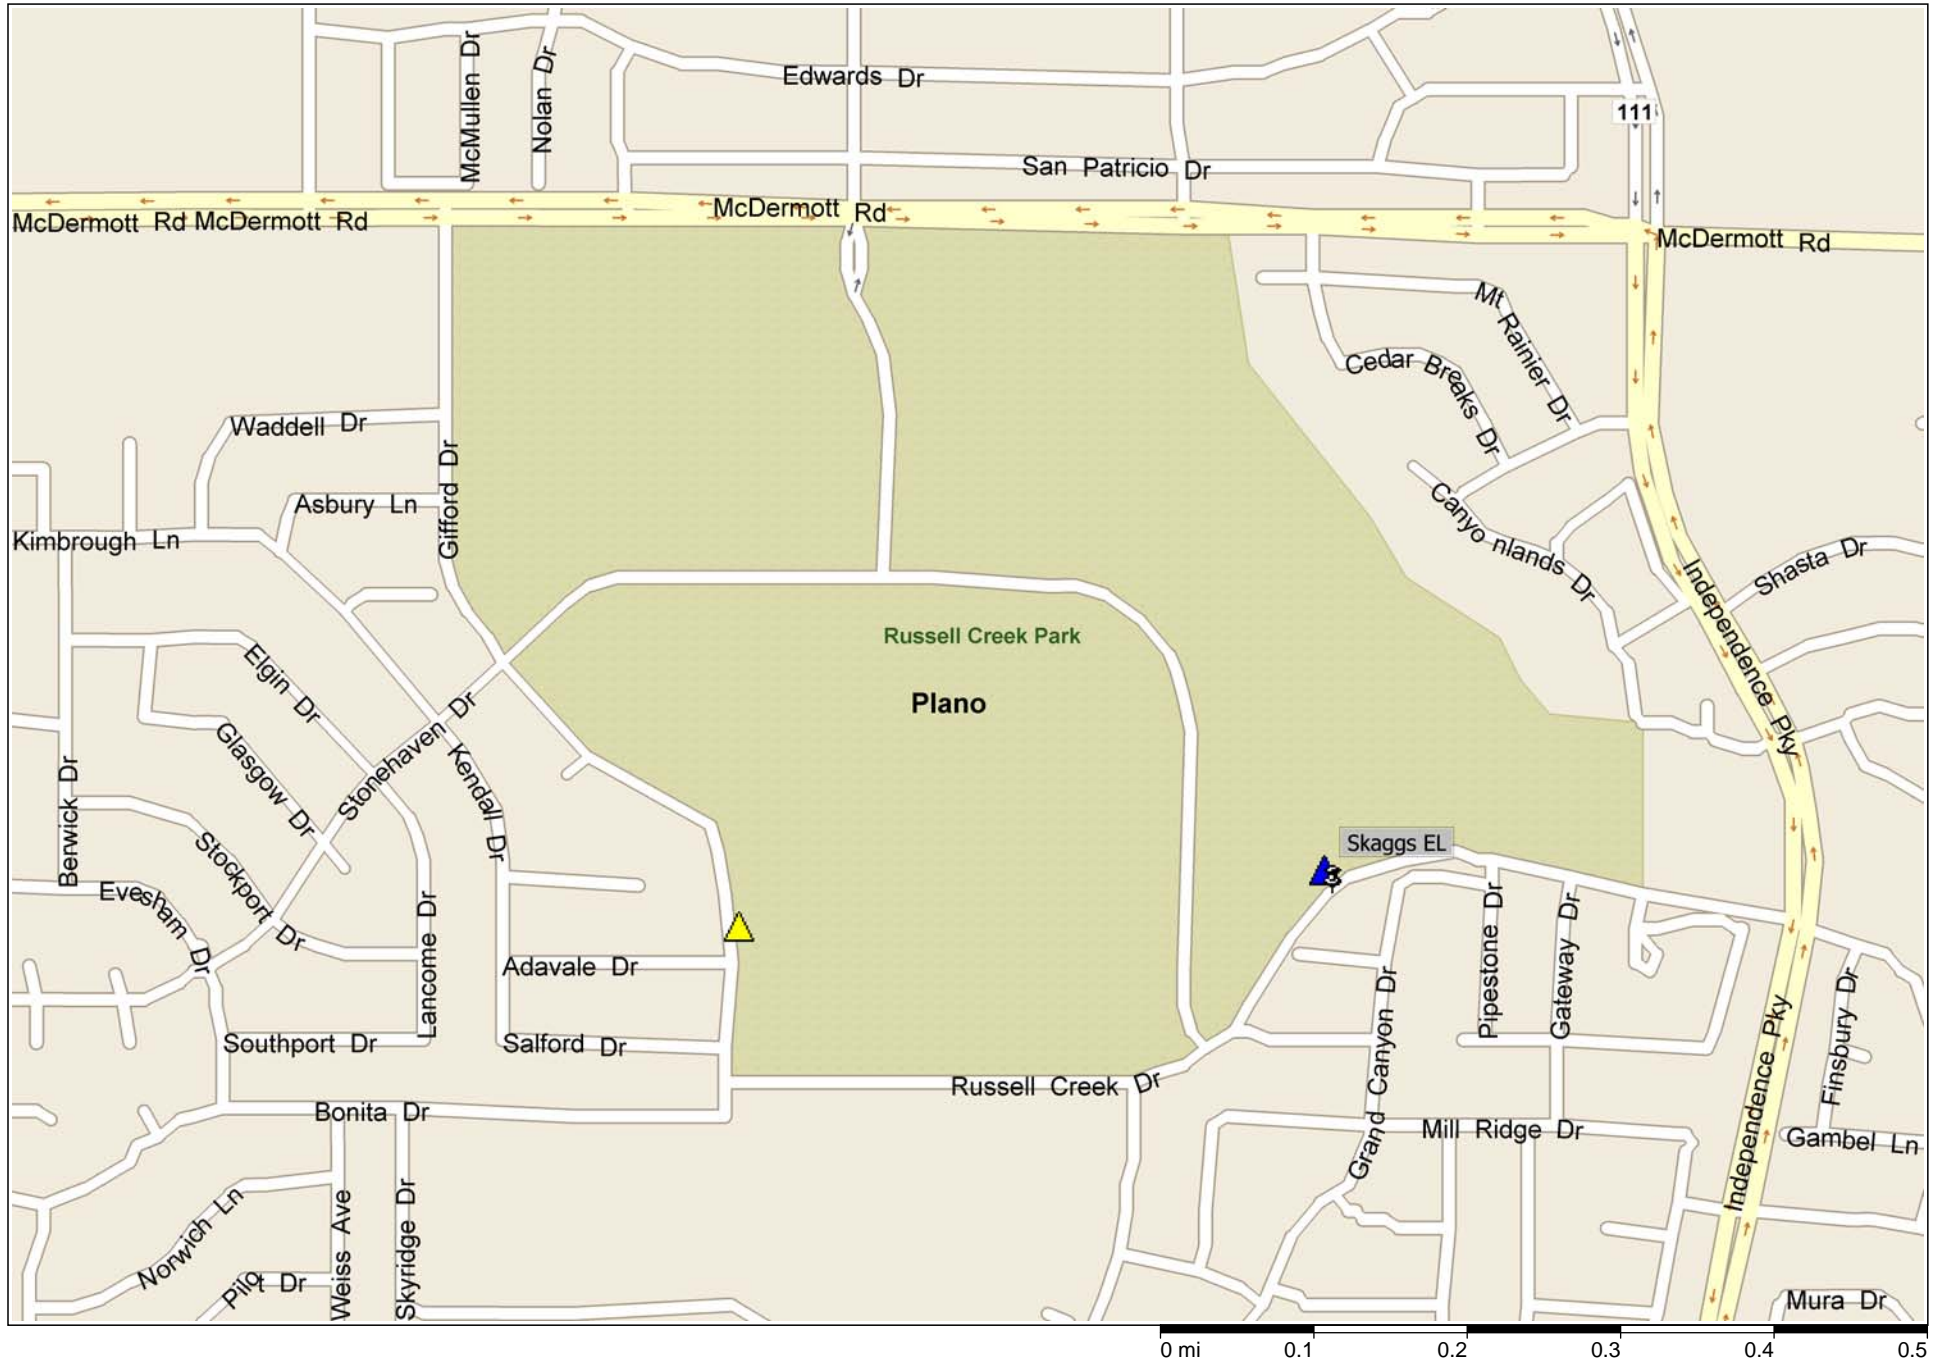 McMullen Dr
Nolan Dr
Edwards Dr
111
San Patricio Dr
McDermott Rd
McDermott Rd
McDermott Rd
McDermott Rd
Mt Rainier Dr
Cedar Breaks Dr
Waddell Dr
Gifford Dr
Asbury Ln
Kimbrough Ln
Canyonlands Dr
Shasta Dr
Independence Pky
Russell Creek Park
Plano
Elgin Dr
Glasgow Dr
Stonehaven Dr
Kendall Dr
Berwick Dr
Stockport Dr
Evesham Dr
Lancome Dr
Skaggs EL
Adavale Dr
Pipestone Dr
Gateway Dr
Grand Canyon Dr
Finsbury Dr
Independence Pky
Southport Dr
Salford Dr
Russell Creek Dr
Bonita Dr
Mill Ridge Dr
Gambel Ln
Norwich Ln
Pilot Dr
Weiss Ave
Skyridge Dr
Mura Dr
0 mi 0.1 0.2 0.3 0.4 0.5